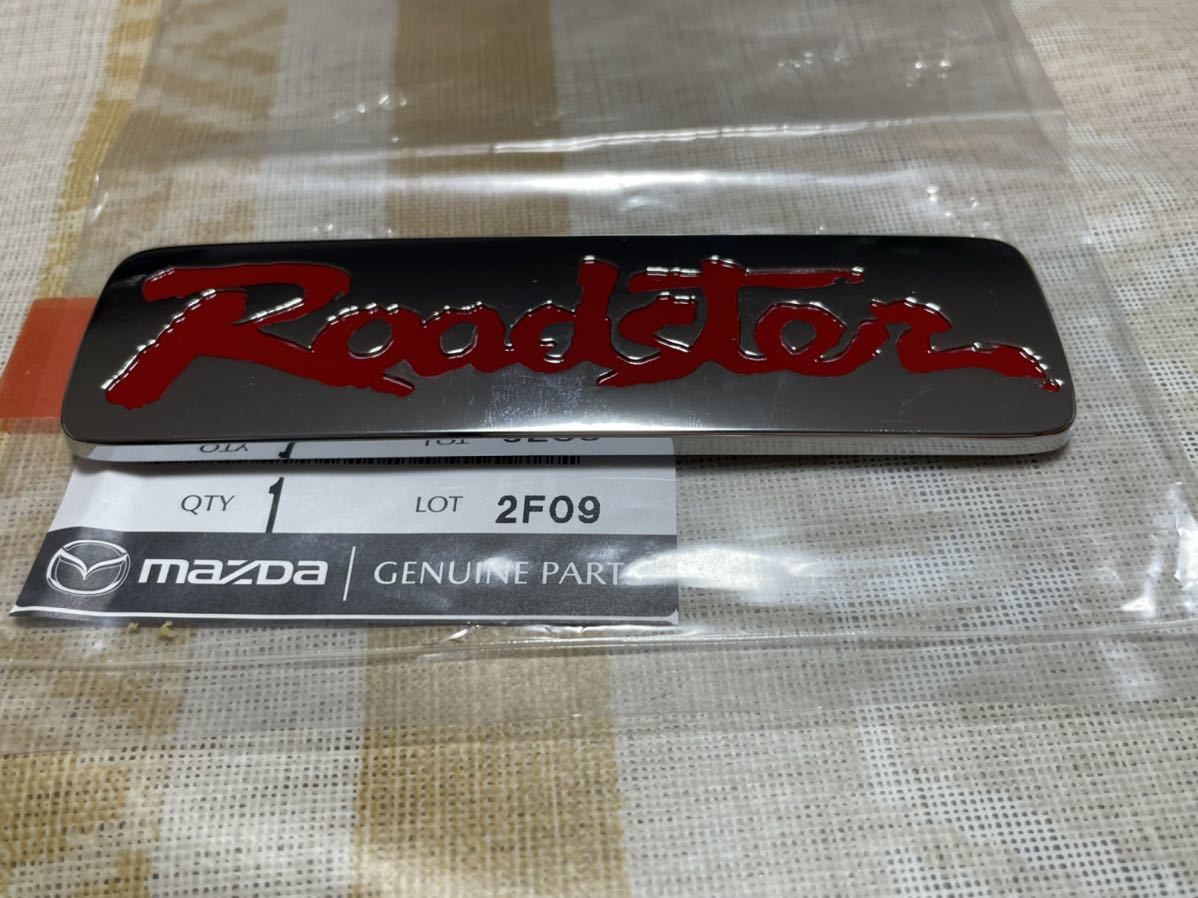 Roadster
QTY 1 LOT 2F09
mazda GENUINE PARTS